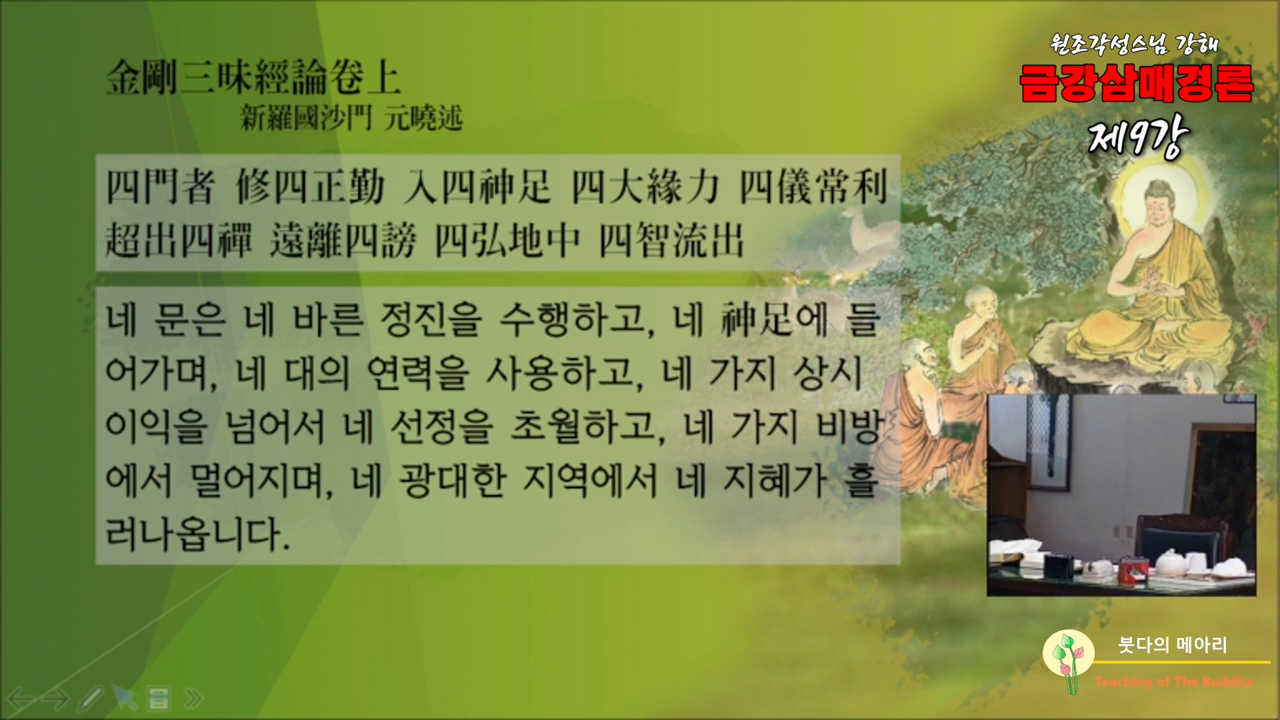 金剛三昧經論卷上
新羅國沙門 元曉述
四門者 修四正勤 入四神足 四大緣力 四儀常利
超出四禪 遠離四謗 四弘地中 四智流出
네 문은 네 바른 정진을 수행하고, 네 神足에 들
어가며, 네 대의 연력을 사용하고, 네 가지 상시
이익을 넘어서 네 선정을 초월하고, 네 가지 비방
에서 멀어지며, 네 광대한 지역에서 네 지혜가 흘
러나옵니다.
원조각성스님 강해
금강삼매경론
제9강
붓다의 메아리
Teaching of The Buddha